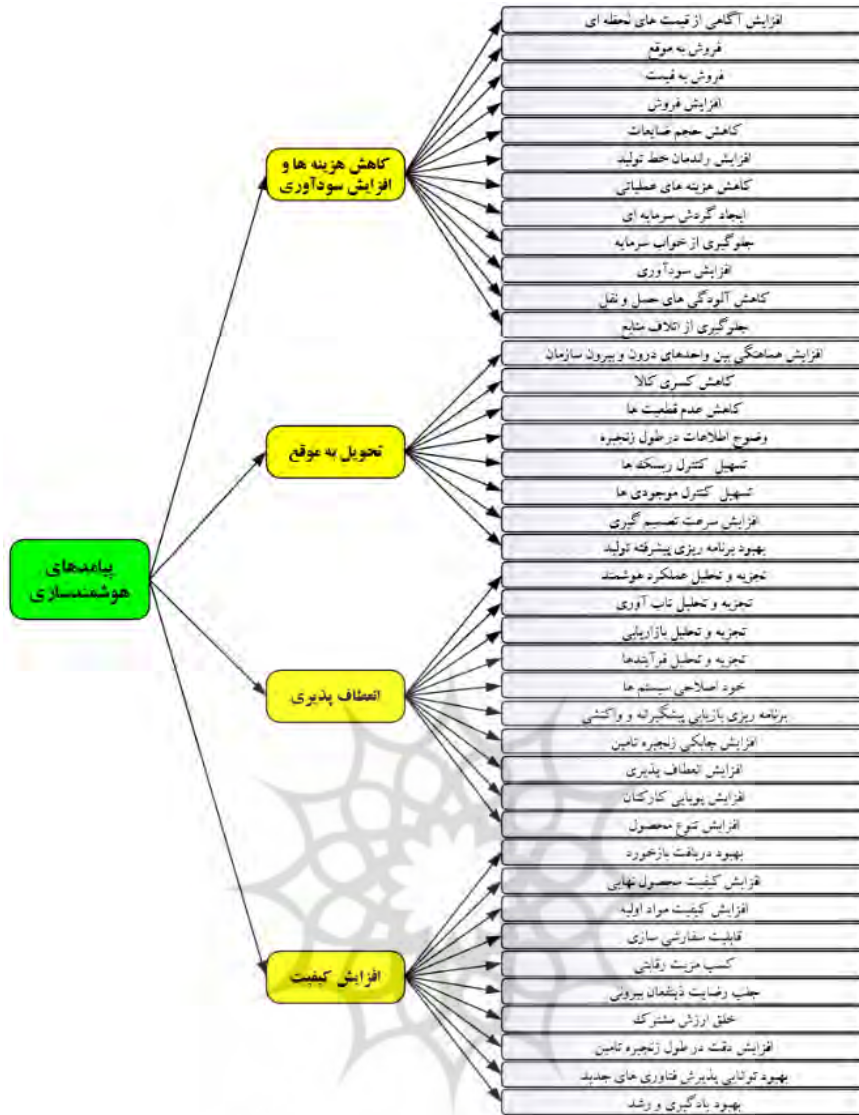 افزایش آگاهی از قیمت های لحظه ای
فروش به موقع
فروش به قیمت
افزایش فروش
کاهش حجم ضایعات
افزایش راندمان خط تولید
کاهش هزینه های عملیاتی
ایجاد گردش سرمایه ای
جلوگیری از خواب سرمایه
افزایش سودآوری
کاهش آلودگی های حمل و نقل
جلوگیری از اتلاف منابع
کاهش هزینه ها و
افزایش سودآوری
افزایش هماهنگی بین واحدهای درون و بیرون سازمان
کاهش کسری کالا
کاهش عدم قطعیت ها
وضوح اطلاعات در طول زنجیره
تسهیل کنترل ریسک ها
تسهیل کنترل موجودی ها
افزایش سرعت تصمیم گیری
بهبود برنامه ریزی پیشرفته تولید
تحویل به موقع
پیامدهای
هوشمندسازی
تجزیه و تحلیل عملکرد هوشمند
تجزیه و تحلیل تاب آوری
تجزیه و تحلیل بازاریابی
تجزیه و تحلیل فرآیندها
خود اصلاحی سیستم ها
برنامه ریزی بازیابی پیشگیرانه و واکنشی
افزایش چابکی زنجیره تامین
افزایش انعطاف پذیری
افزایش پویایی کارکنان
افزایش تنوع محصول
انعطاف پذیری
بهبود دریافت بازخورد
افزایش کیفیت محصول نهایی
افزایش کیفیت مواد اولیه
قابلیت سفارشی سازی
کسب مزیت رقابتی
جلب رضایت ذینفعان بیرونی
خلق ارزش مشترک
افزایش دقت در طول زنجیره تامین
بهبود توانایی پذیرش فناوری های جدید
بهبود یادگیری و رشد
افزایش کیفیت